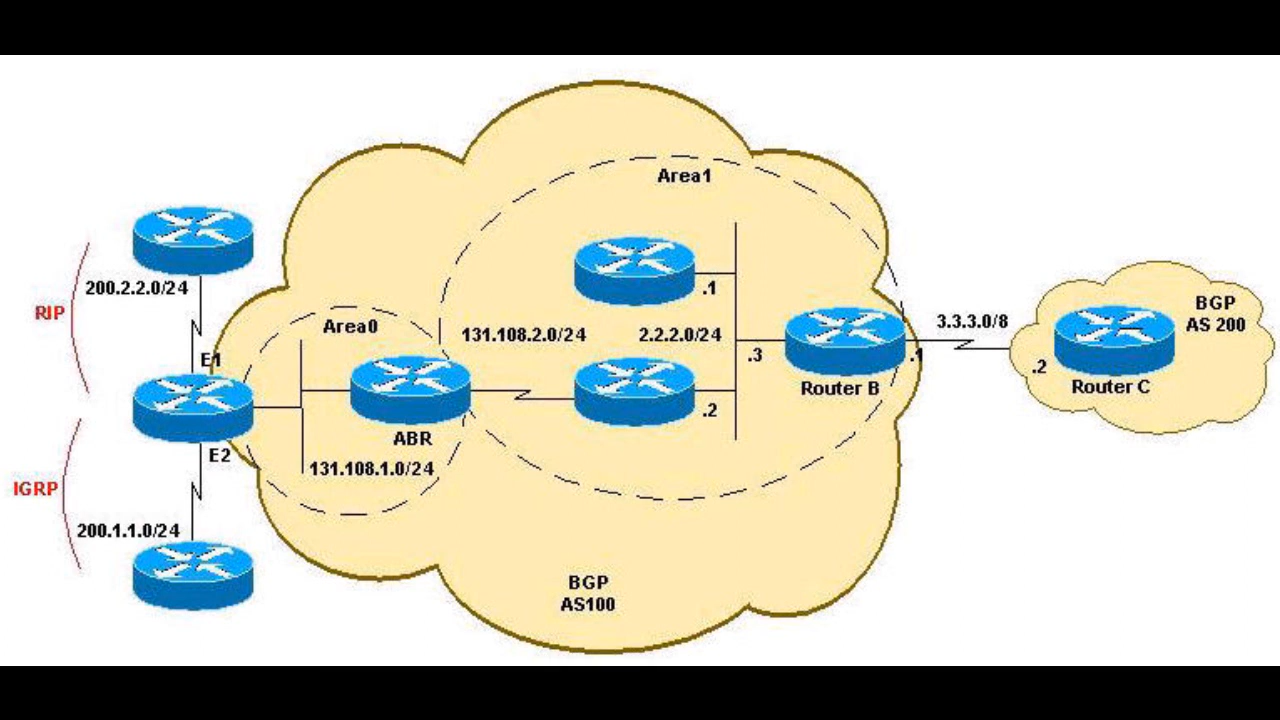 Area1
200.2.2.0/24
.1
BGP
AS 200
RIP
Area0
131.108.2.0/24
2.2.2.0/24
3.3.3.0/8
E1
.3
.1
.2
Router B
Router C
.2
ABR
E2
131.108.1.0/24
IGRP
200.1.1.0/24
BGP
AS100